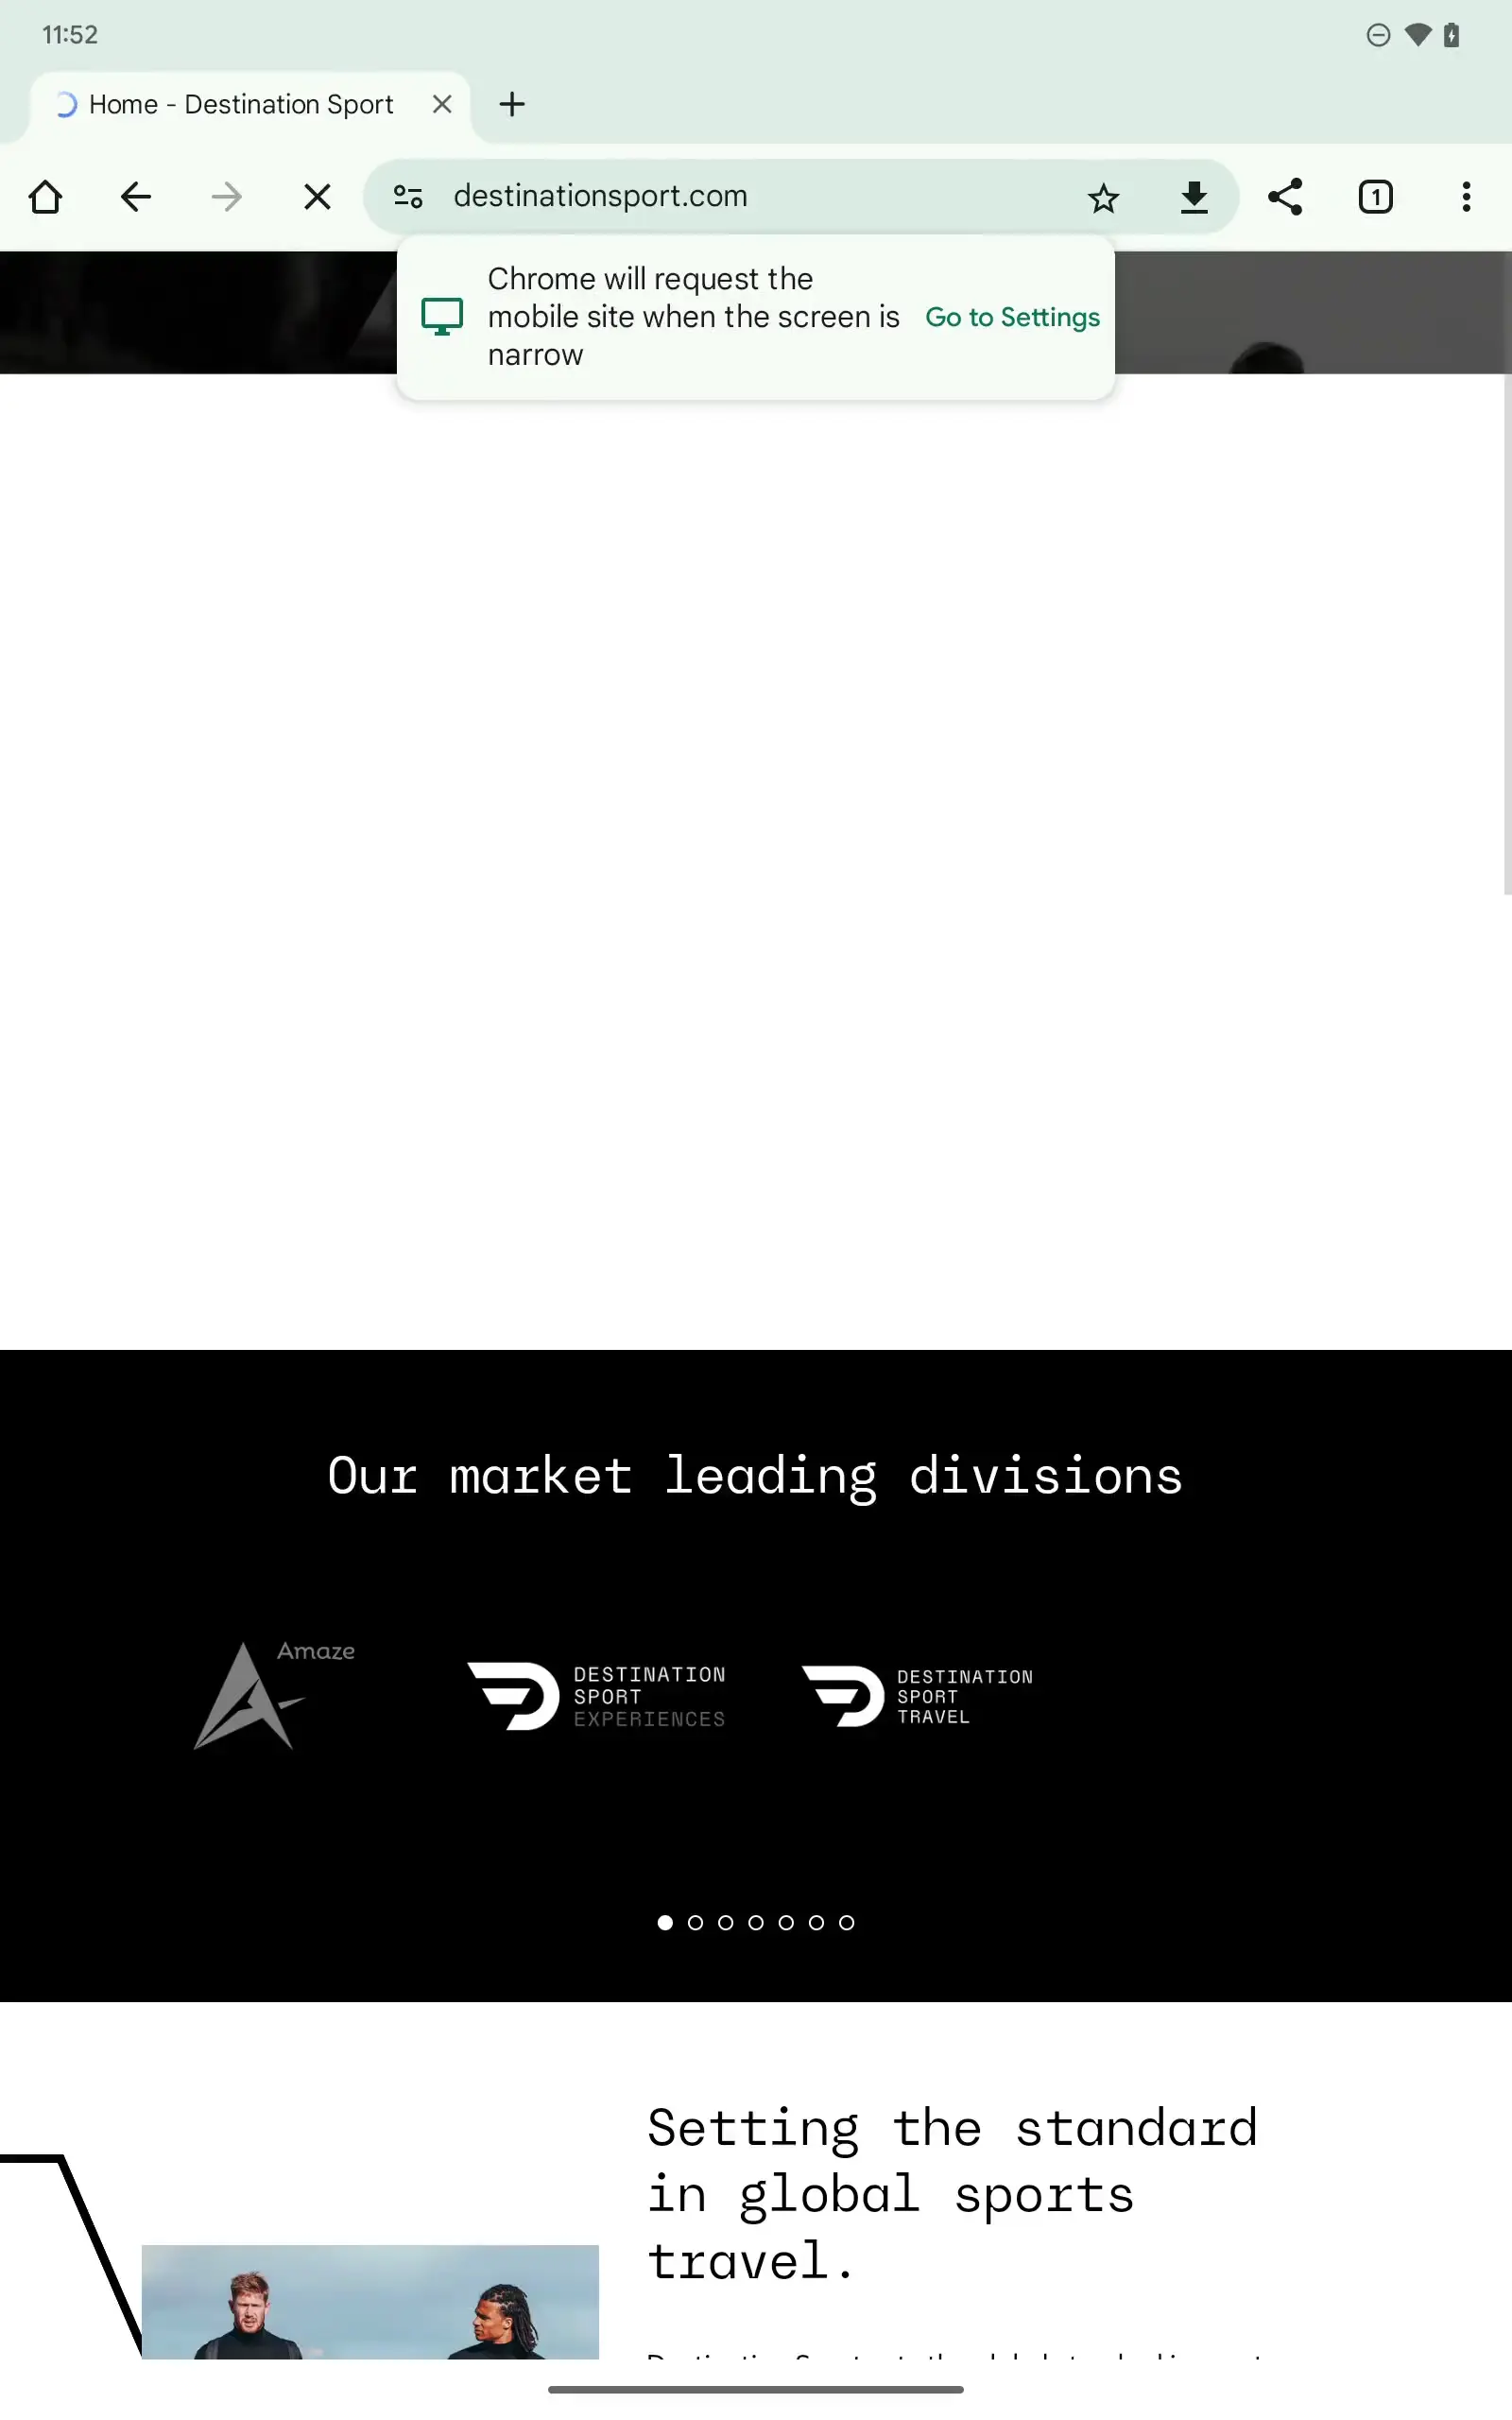 11:52
Home - Destination Sport
destinationsport.com
1
Chrome will request the
mobile site when the screen is
narrow
Go to Settings
Our market leading divisions
Amaze
DESTINATION
SPORT
EXPERIENCES
DESTINATION
SPORT
TRAVEL
Setting the standard
in global sports
travel.